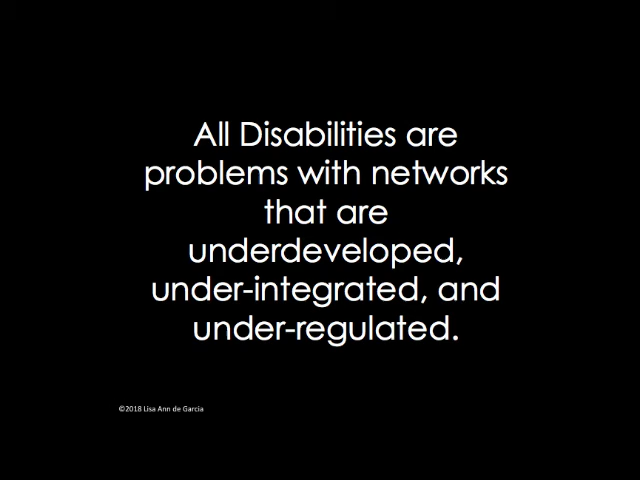 All Disabilities are
problems with networks
that are
underdeveloped,
under-integrated, and
under-regulated.
©2018 Lisa Ann de Garcia